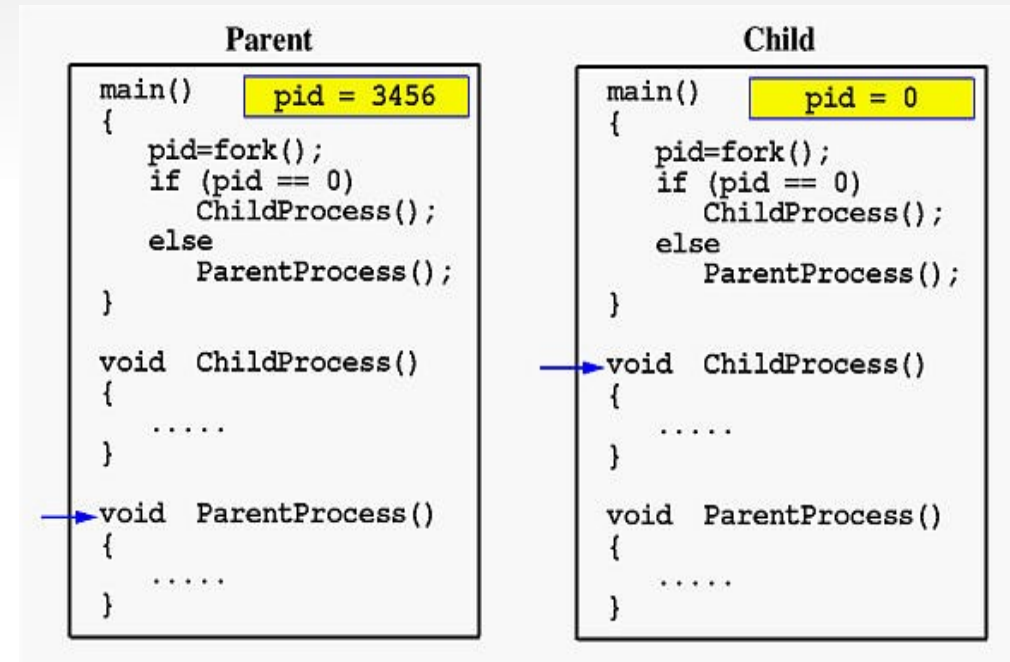 Parent
main()
pid = 3456
{
pid=fork();
if (pid == 0)
ChildProcess();
else
ParentProcess();
}
void ChildProcess()
{
.....
}
void ParentProcess()
{
.....
}
Child
main()
pid = 0
{
pid=fork();
if (pid == 0)
ChildProcess();
else
ParentProcess();
}
void ChildProcess()
{
.....
}
void ParentProcess()
{
.....
}